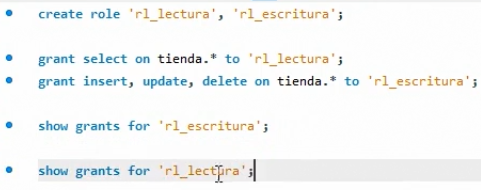 create role 'rl_lectura', 'rl_escritura';
grant select on tienda.* to 'rl_lectura';
grant insert, update, delete on tienda.* to 'rl_escritura';
show grants for 'rl_escritura';
show grants for 'rl_lectura';